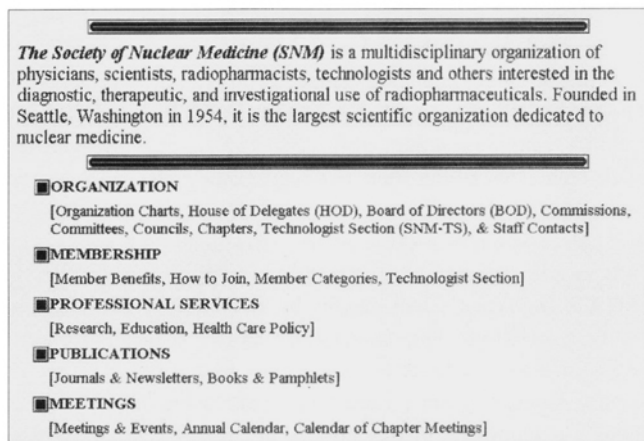 The Society of Nuclear Medicine (SNM) is a multidisciplinary organization of
physicians, scientists, radiopharmacists, technologists and others interested in the
diagnostic, therapeutic, and investigational use of radiopharmaceuticals. Founded in
Seattle, Washington in 1954, it is the largest scientific organization dedicated to
nuclear medicine.
ORGANIZATION
[Organization Charts, House of Delegates (HOD), Board of Directors (BOD), Commissions,
Committees, Councils, Chapters, Technologist Section (SNM-TS), & Staff Contacts]
MEMBERSHIP
[Member Benefits, How to Join, Member Categories, Technologist Section]
PROFESSIONAL SERVICES
[Research, Education, Health Care Policy]
PUBLICATIONS
[Journals & Newsletters, Books & Pamphlets]
MEETINGS
[Meetings & Events, Annual Calendar, Calendar of Chapter Meetings]